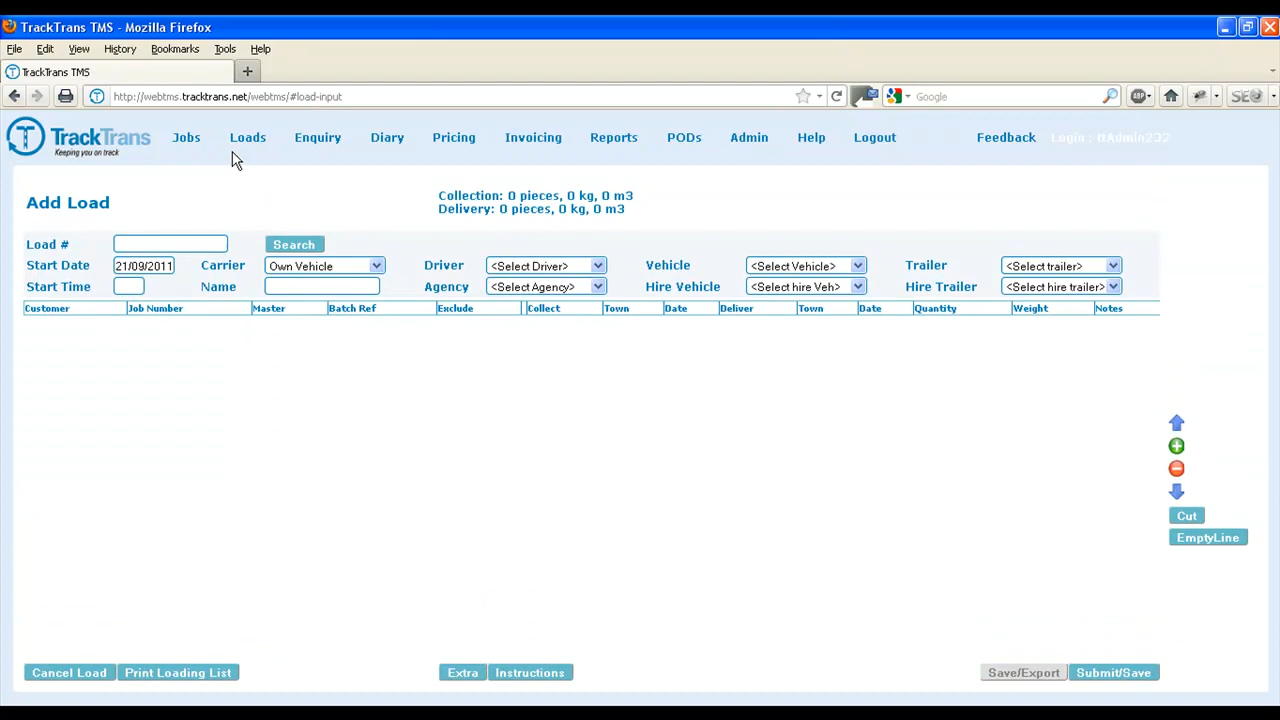 TrackTrans TMS - Mozilla Firefox
File Edit View History Bookmarks Tools Help
TrackTrans TMS
http://webtms.tracktrans.net/webtms/#load-input ABP Google SEO
TrackTrans Jobs Loads Enquiry Diary Pricing Invoicing Reports PODs Admin Help Logout Feedback Login : ttAdmin232
Keeping you on track
Add Load
Collection: 0 pieces, 0 kg, 0 m3
Delivery: 0 pieces, 0 kg, 0 m3
Load # Search
Start Date 21/09/2011 Carrier Own Vehicle Driver <Select Driver> Vehicle <Select Vehicle> Trailer <Select trailer>
Start Time Name Agency <Select Agency> Hire Vehicle <Select hire Veh> Hire Trailer <Select hire trailer>
Customer Job Number Master Batch Ref Exclude Collect Town Date Deliver Town Date Quantity Weight Notes
Cut
EmptyLine
Cancel Load Print Loading List Extra Instructions Save/Export Submit/Save